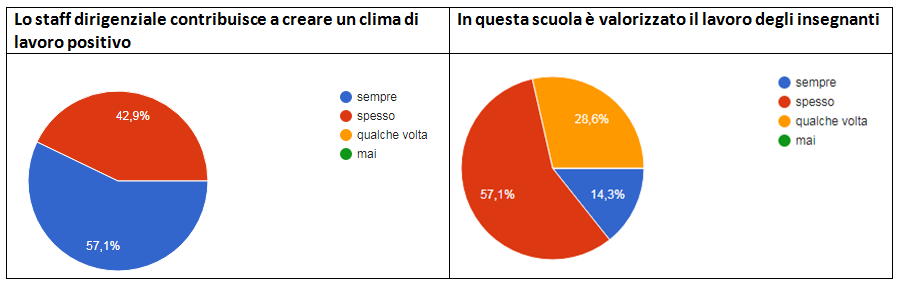 Lo staff dirigenziale contribuisce a creare un clima di
lavoro positivo
In questa scuola è valorizzato il lavoro degli insegnanti
42,9%
57,1%
sempre
spesso
qualche volta
mai
28,6%
57,1%
14,3%
sempre
spesso
qualche volta
mai